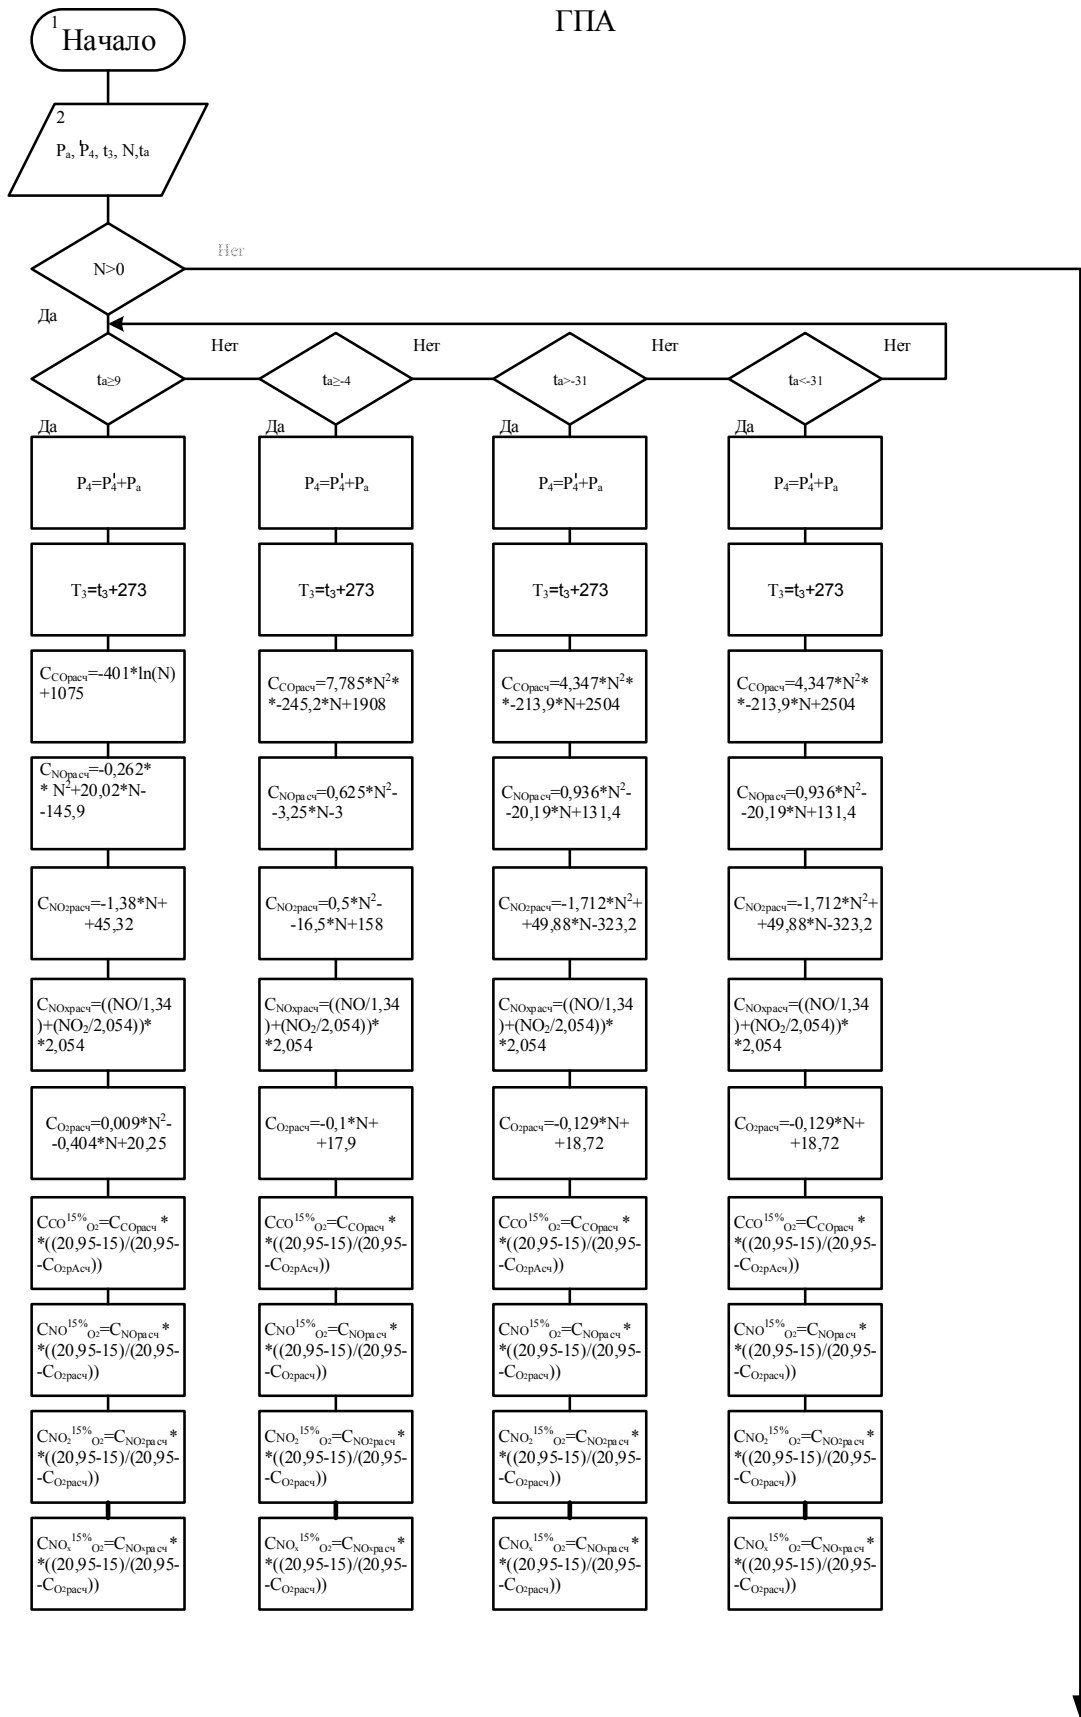 ГПА
1
Начало
2
Pₐ, P'₄, t₃, N,tа
N>0
Нет
Да
tа≥9
Нет
tа≥-4
Нет
tа>-31
Нет
tа<-31
Нет
Да
Да
Да
Да
P₄=P'₄+Pₐ
P₄=P'₄+Pₐ
P₄=P'₄+Pₐ
P₄=P'₄+Pₐ
T₃=t₃+273
T₃=t₃+273
T₃=t₃+273
T₃=t₃+273
CCOрасч=-401*ln(N)
+1075
CCOрасч=7,785*N²*
*-245,2*N+1908
CCOрасч=4,347*N²*
*-213,9*N+2504
CCOрасч=4,347*N²*
*-213,9*N+2504
CNOрасч=-0,262*
* N²+20,02*N-
-145,9
CNOрасч=0,625*N²-
-3,25*N-3
CNOрасч=0,936*N²-
-20,19*N+131,4
CNOрасч=0,936*N²-
-20,19*N+131,4
CNO₂расч=-1,38*N+
+45,32
CNO₂расч=0,5*N²-
-16,5*N+158
CNO₂расч=-1,712*N²+
+49,88*N-323,2
CNO₂расч=-1,712*N²+
+49,88*N-323,2
CNOxрасч=((NO/1,34
)+(NO₂/2,054))*
*2,054
CNOxрасч=((NO/1,34
)+(NO₂/2,054))*
*2,054
CNOxрасч=((NO/1,34
)+(NO₂/2,054))*
*2,054
CNOxрасч=((NO/1,34
)+(NO₂/2,054))*
*2,054
CO₂расч=0,009*N²-
-0,404*N+20,25
CO₂расч=-0,1*N+
+17,9
CO₂расч=-0,129*N+
+18,72
CO₂расч=-0,129*N+
+18,72
CCO¹⁵%O₂=CCOрасч*
*((20,95-15)/(20,95-
-CO₂рАсч))
CCO¹⁵%O₂=CCOрасч*
*((20,95-15)/(20,95-
-CO₂рАсч))
CCO¹⁵%O₂=CCOрасч*
*((20,95-15)/(20,95-
-CO₂рАсч))
CCO¹⁵%O₂=CCOрасч*
*((20,95-15)/(20,95-
-CO₂рАсч))
CNO¹⁵%O₂=CNOрасч*
*((20,95-15)/(20,95-
-CO₂расч))
CNO¹⁵%O₂=CNOрасч*
*((20,95-15)/(20,95-
-CO₂расч))
CNO¹⁵%O₂=CNOрасч*
*((20,95-15)/(20,95-
-CO₂расч))
CNO¹⁵%O₂=CNOрасч*
*((20,95-15)/(20,95-
-CO₂расч))
CNO₂¹⁵%O₂=CNO₂расч*
*((20,95-15)/(20,95-
-CO₂расч))
CNO₂¹⁵%O₂=CNO₂расч*
*((20,95-15)/(20,95-
-CO₂расч))
CNO₂¹⁵%O₂=CNO₂расч*
*((20,95-15)/(20,95-
-CO₂расч))
CNO₂¹⁵%O₂=CNO₂расч*
*((20,95-15)/(20,95-
-CO₂расч))
CNOₓ¹⁵%O₂=CNOxрасч*
*((20,95-15)/(20,95-
-CO₂расч))
CNOₓ¹⁵%O₂=CNOxрасч*
*((20,95-15)/(20,95-
-CO₂расч))
CNOₓ¹⁵%O₂=CNOxрасч*
*((20,95-15)/(20,95-
-CO₂расч))
CNOₓ¹⁵%O₂=CNOxрасч*
*((20,95-15)/(20,95-
-CO₂расч))